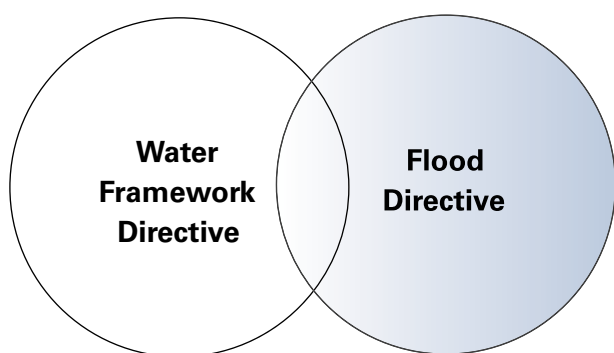 Water
Framework
Directive
Flood
Directive